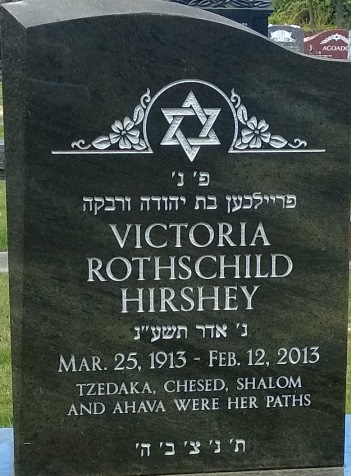 AGOADO
פ' נ'
פריילכען בת יהודה ורבקה
VICTORIA
ROTHSCHILD
HIRSHEY
ג' אדר תשע"ג
MAR. 25, 1913 - FEB. 12, 2013
TZEDAKA, CHESED, SHALOM
AND AHAVA WERE HER PATHS
ת' נ' צ' ב' ה'